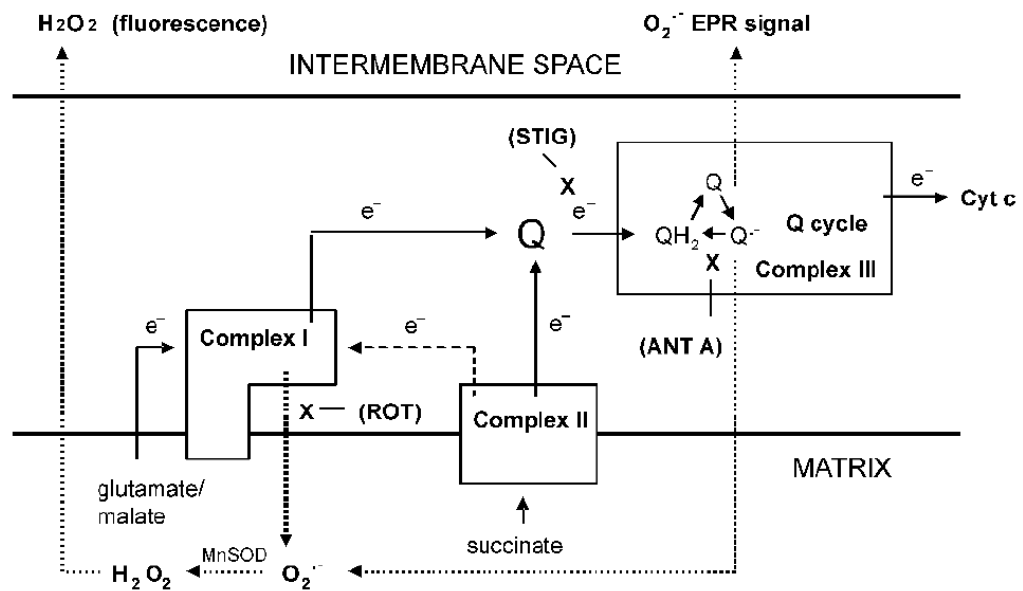 H2O2 (fluorescence)
O2·- EPR signal
INTERMEMBRANE SPACE
(STIG)
X
e–
e–
e–
Q
Q
QH2
Q·-
Q cycle
Cyt c
X
Complex III
(ANT A)
e–
e–
e–
Complex I
X
(ROT)
Complex II
MATRIX
glutamate/
malate
succinate
MnSOD
H2O2
O2·-